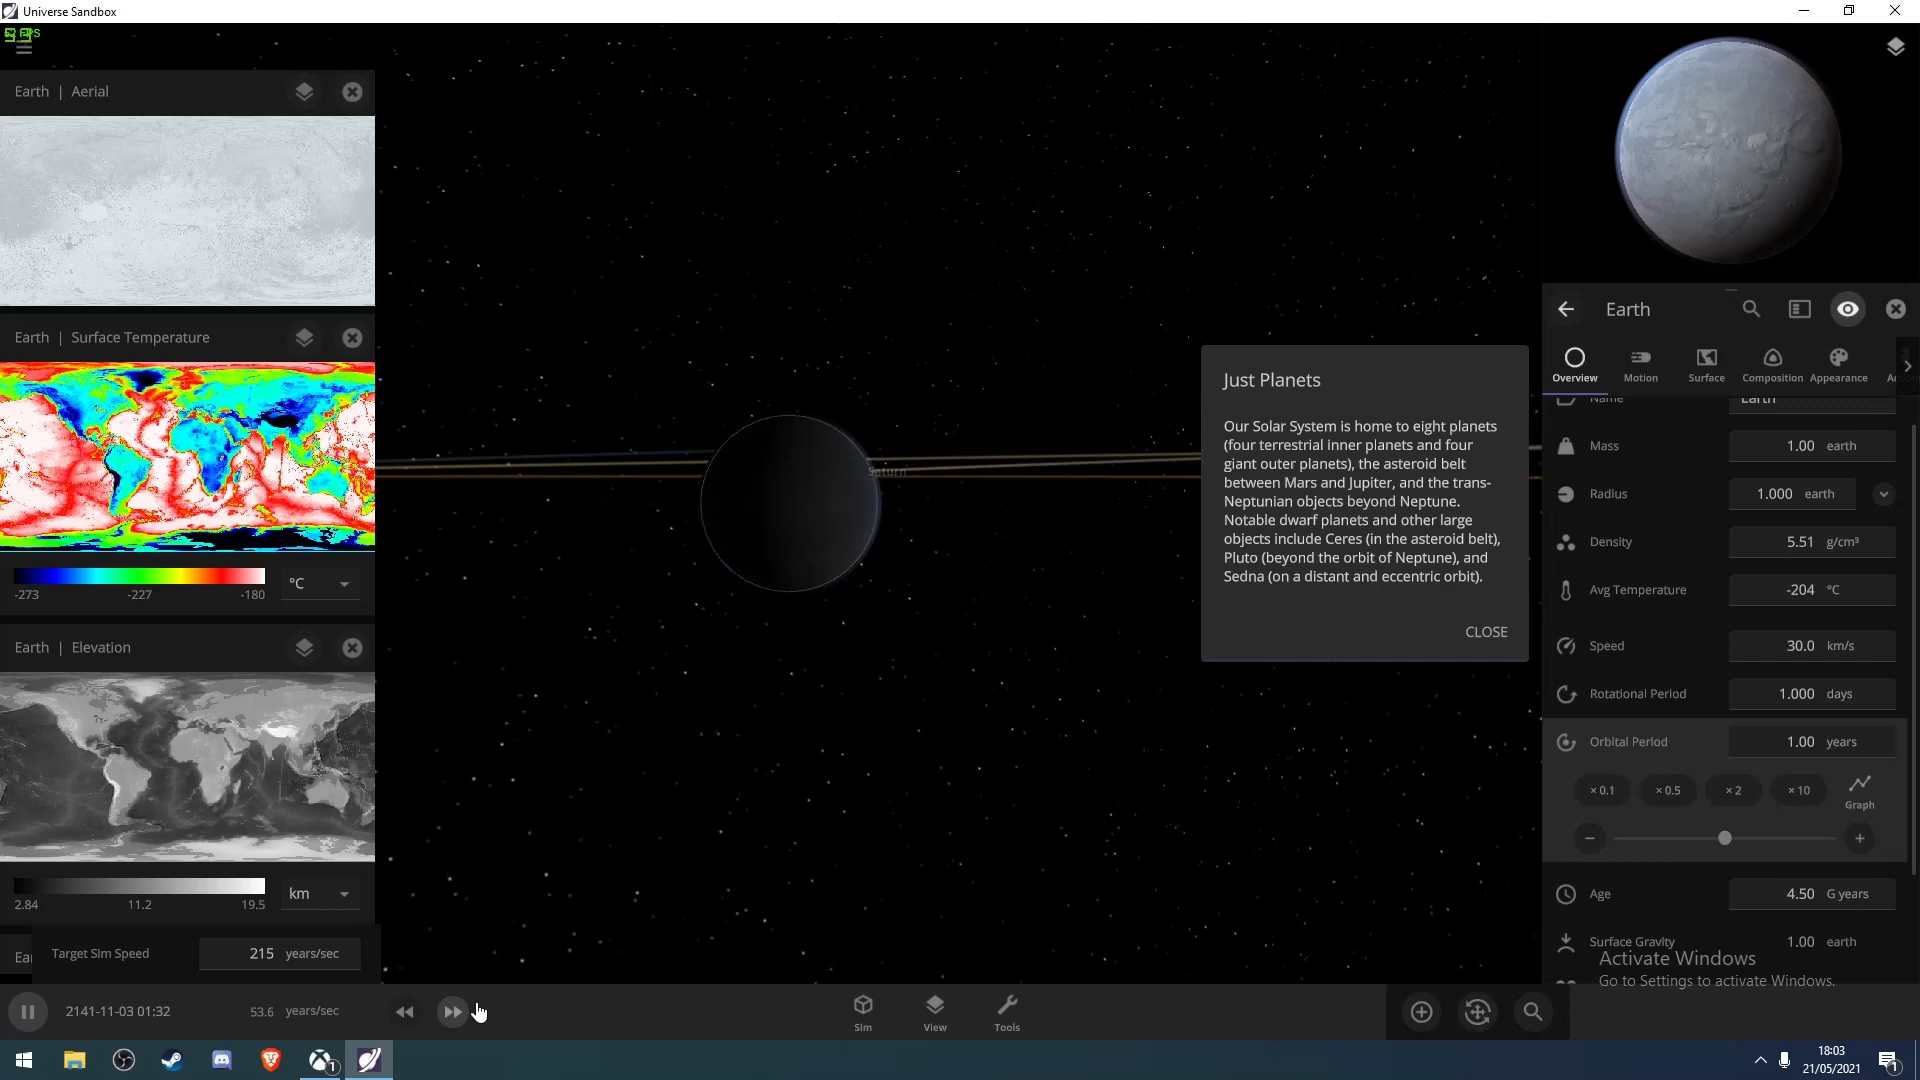 Universe Sandbox
FPS
Earth | Aerial
Earth | Surface Temperature
°C
-273 -227 -180
Earth | Elevation
km
2.84 11.2 19.5
Target Sim Speed 215 years/sec
2141-11-03 01:32 53.6 years/sec
Saturn
Just Planets
Our Solar System is home to eight planets
(four terrestrial inner planets and four
giant outer planets), the asteroid belt
between Mars and Jupiter, and the trans-
Neptunian objects beyond Neptune.
Notable dwarf planets and other large
objects include Ceres (in the asteroid belt),
Pluto (beyond the orbit of Neptune), and
Sedna (on a distant and eccentric orbit).
CLOSE
Sim View Tools
Earth
Overview Motion Surface Composition Appearance
Name Earth
Mass 1.00 earth
Radius 1.000 earth
Density 5.51 g/cm³
Avg Temperature -204 °C
Speed 30.0 km/s
Rotational Period 1.000 days
Orbital Period 1.00 years
× 0.1 × 0.5 × 2 × 10 Graph
Age 4.50 G years
Surface Gravity 1.00 earth
Activate Windows
Go to Settings to activate Windows.
1
18:03
21/05/2021
1